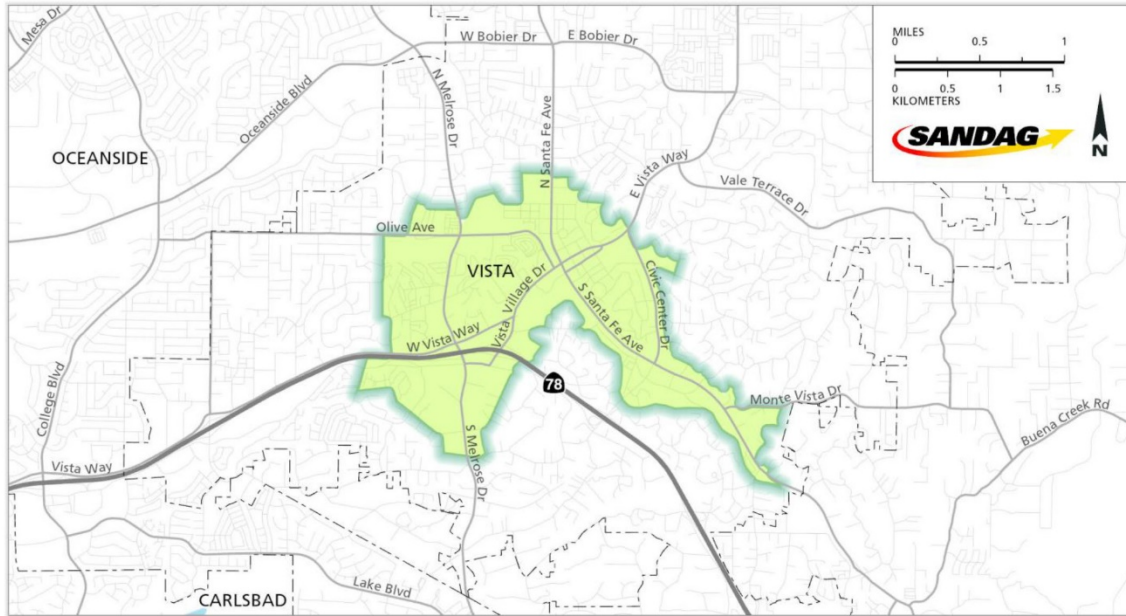 Mesa Dr
W Bobier Dr
E Bobier Dr
MILES
0 0.5 1
0 0.5 1 1.5
KILOMETERS
SANDAG
N
OCEANSIDE
Oceanside Blvd
N Melrose Dr
N Santa Fe Ave
E Vista Way
Vale Terrace Dr
Olive Ave
VISTA
Vista Village Dr
S Santa Fe Ave
Civic Center Dr
W Vista Way
78
College Blvd
Monte Vista Dr
Buena Creek Rd
Vista Way
S Melrose Dr
Lake Blvd
CARLSBAD